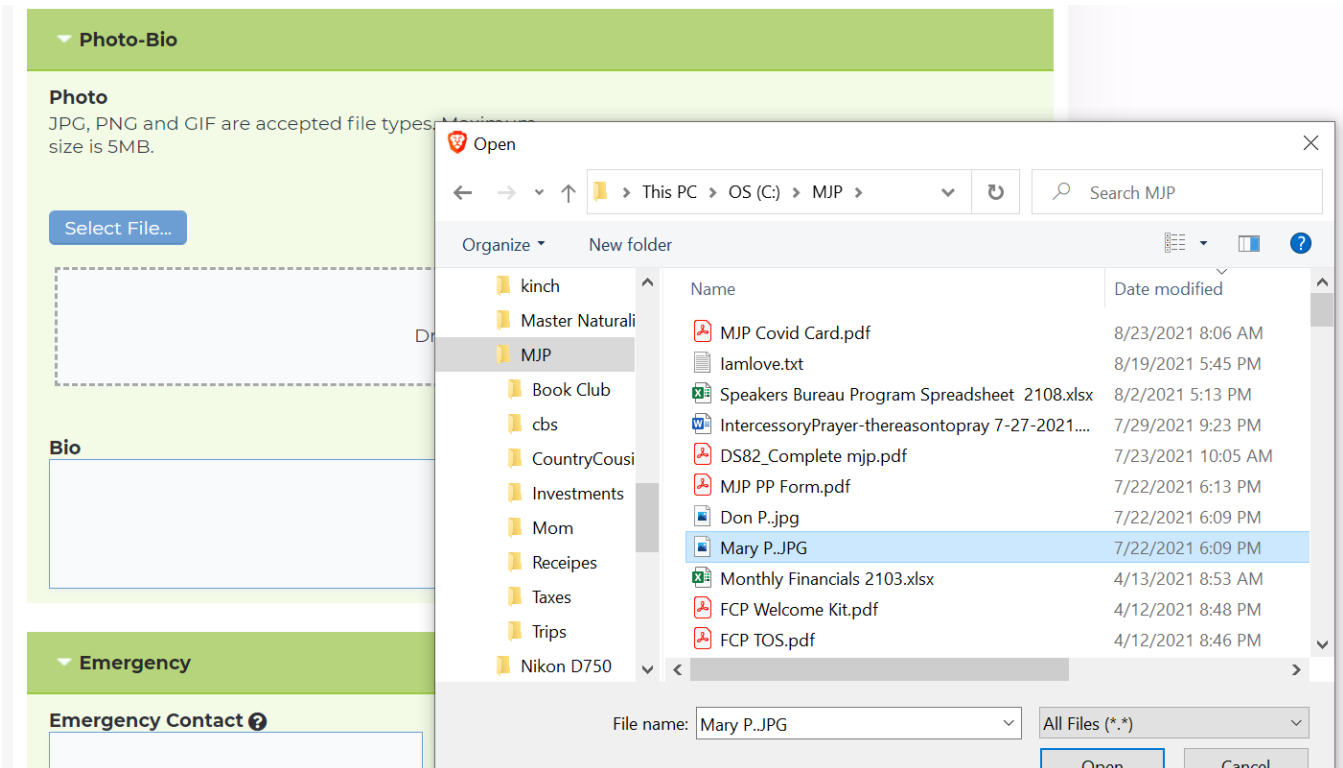 Photo-Bio
Photo
JPG, PNG and GIF are accepted file types.
size is 5MB.
Select File...
Bio
Emergency
Emergency Contact ?
Open
This PC > OS (C:) > MJP >
Search MJP
Organize
New folder
?
kinch
Master Naturali
MJP
Book Club
cbs
CountryCousi
Investments
Mom
Receipes
Taxes
Trips
Nikon D750
Name Date modified
MJP Covid Card.pdf 8/23/2021 8:06 AM
Iamlove.txt 8/19/2021 5:45 PM
Speakers Bureau Program Spreadsheet 2108.xlsx 8/2/2021 5:13 PM
IntercessoryPrayer-thereasontopray 7-27-2021.... 7/29/2021 9:23 PM
DS82_Complete mjp.pdf 7/23/2021 10:05 AM
MJP PP Form.pdf 7/22/2021 6:13 PM
Don P..jpg 7/22/2021 6:09 PM
Mary P..JPG 7/22/2021 6:09 PM
Monthly Financials 2103.xlsx 4/13/2021 8:53 AM
FCP Welcome Kit.pdf 4/12/2021 8:48 PM
FCP TOS.pdf 4/12/2021 8:46 PM
File name: Mary P..JPG All Files (*.*)
Open Cancel